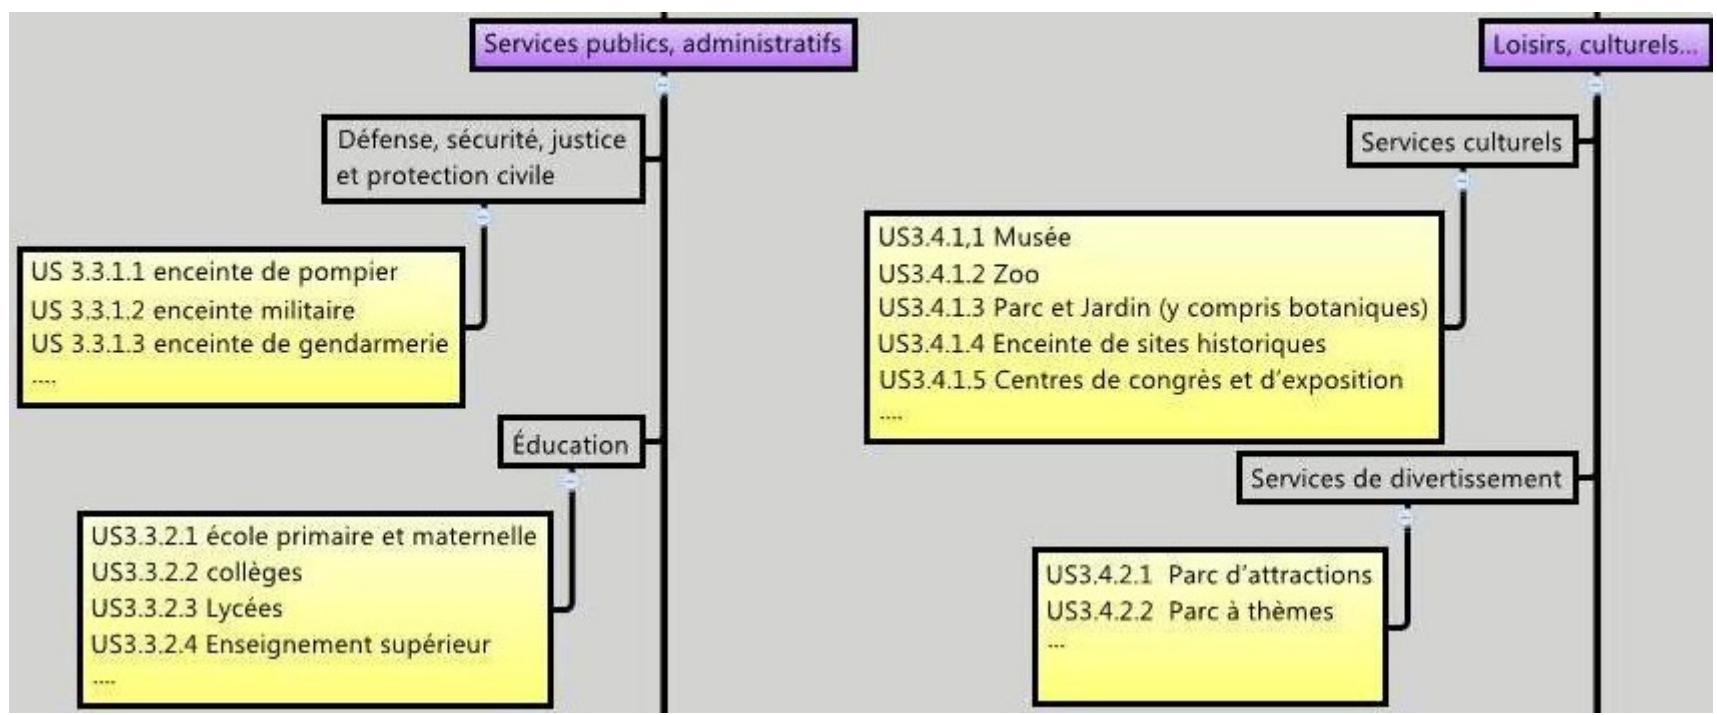 Services publics, administratifs
Défense, sécurité, justice
et protection civile
US 3.3.1.1 enceinte de pompier
US 3.3.1.2 enceinte militaire
US 3.3.1.3 enceinte de gendarmerie
....
Éducation
US3.3.2.1 école primaire et maternelle
US3.3.2.2 collèges
US3.3.2.3 Lycées
US3.3.2.4 Enseignement supérieur
....
Loisirs, culturels...
Services culturels
US3.4.1,1 Musée
US3.4.1.2 Zoo
US3.4.1.3 Parc et Jardin (y compris botaniques)
US3.4.1.4 Enceinte de sites historiques
US3.4.1.5 Centres de congrès et d'exposition
....
Services de divertissement
US3.4.2.1 Parc d'attractions
US3.4.2.2 Parc à thèmes
...